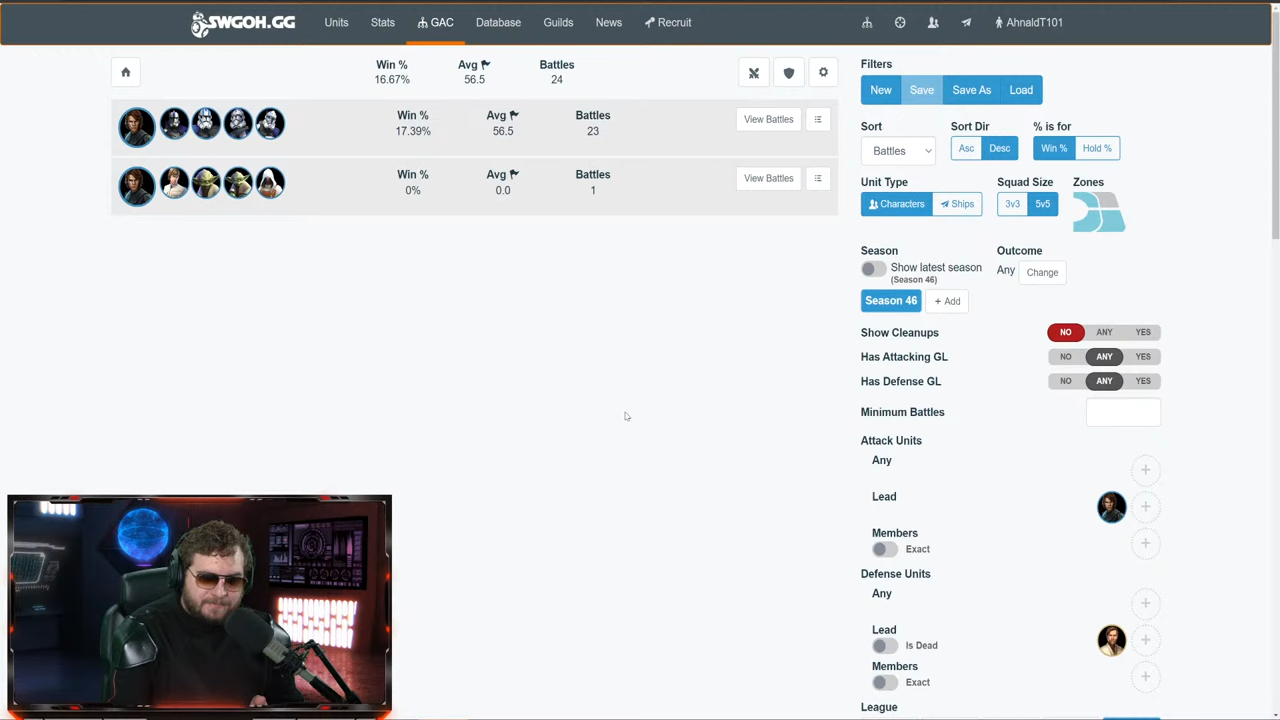 SWGOH.GG
Units
Stats
GAC
Database
Guilds
News
Recruit
AhnaldT101
Win %
16.67%
Avg
56.5
Battles
24
Win %
17.39%
Avg
56.5
Battles
23
View Battles
Win %
0%
Avg
0.0
Battles
1
View Battles
Filters
New
Save
Save As
Load
Sort
Battles
Sort Dir
Asc
Desc
% is for
Win %
Hold %
Unit Type
Characters
Ships
Squad Size
3v3
5v5
Zones
Season
Show latest season
(Season 46)
Season 46
+ Add
Outcome
Any
Change
Show Cleanups
NO ANY YES
Has Attacking GL
NO ANY YES
Has Defense GL
NO ANY YES
Minimum Battles
Attack Units
Any
Lead
Members
Exact
Defense Units
Any
Lead
Is Dead
Members
Exact
League